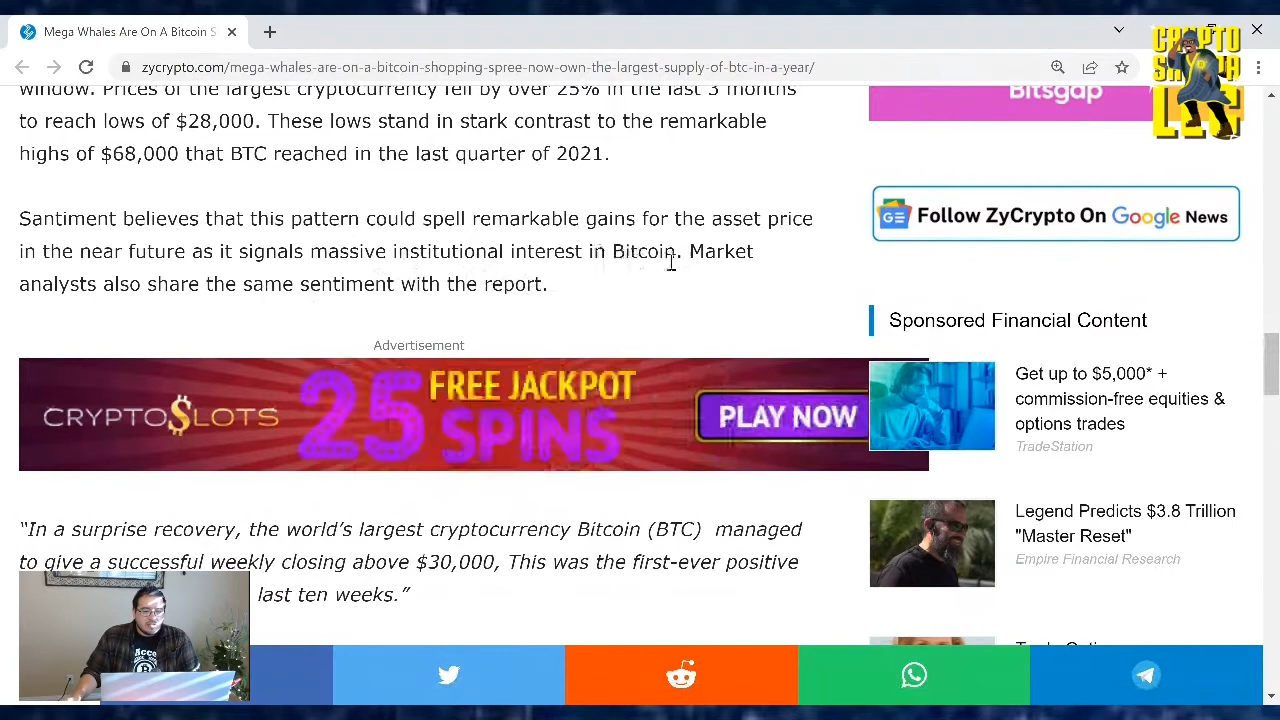 Mega Whales Are On A Bitcoin S
zycrypto.com/mega-whales-are-on-a-bitcoin-shopping-spree-now-own-the-largest-supply-of-btc-in-a-year/
CRYPTO
window. Prices of the largest cryptocurrency fell by over 25% in the last 3 months
to reach lows of $28,000. These lows stand in stark contrast to the remarkable
highs of $68,000 that BTC reached in the last quarter of 2021.
Santiment believes that this pattern could spell remarkable gains for the asset price
in the near future as it signals massive institutional interest in Bitcoin. Market
analysts also share the same sentiment with the report.
Advertisement
CRYPTO$LOTS
25 FREE JACKPOT
SPINS
PLAY NOW
“In a surprise recovery, the world’s largest cryptocurrency Bitcoin (BTC) managed
to give a successful weekly closing above $30,000, This was the first-ever positive
last ten weeks.”
Bitsgap
GE Follow ZyCrypto On Google News
Sponsored Financial Content
Get up to $5,000* +
commission-free equities &
options trades
TradeStation
Legend Predicts $3.8 Trillion
"Master Reset"
Empire Financial Research